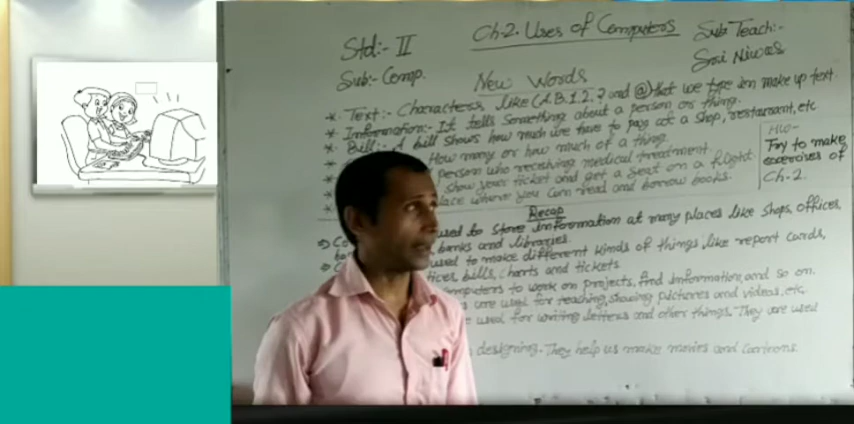 Std:- II
Sub:- Comp.
Ch-2. Uses of Computers
Sub Teach:-
Sri Niwas
New Words
* Text:- Characters like (A,B,1,2,? and @) that we type in make up text.
* Information:- It tells something about a person or thing.
* Bill:- A bill shows how much we have to pay at a shop, restaurant, etc
* How many or how much of a thing.
* person who receiving medical treatment.
* show your ticket and get a seat on a flight
* place where you can read and borrow books.
HW-
Try to make
exercises of
Ch-2.
Recap
used to store information at many places like shops, offices,
banks and libraries.
used to make different kinds of things like report cards,
bills, charts and tickets.
computers to work on projects, find information, and so on.
are used for teaching, showing pictures and videos, etc.
used for writing letters and other things. They are used
designing. They help us make movies and cartoons.